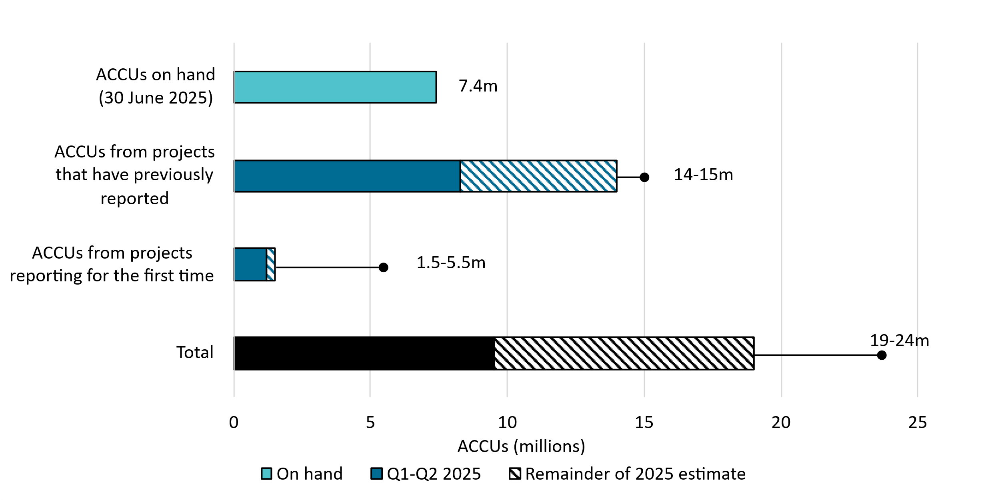 ACCUs on hand
(30 June 2025)
7.4m
ACCUs from projects
that have previously
reported
14-15m
ACCUs from projects
reporting for the first time
1.5-5.5m
Total
19-24m
0 5 10 15 20 25
ACCUs (millions)
On hand Q1-Q2 2025 Remainder of 2025 estimate